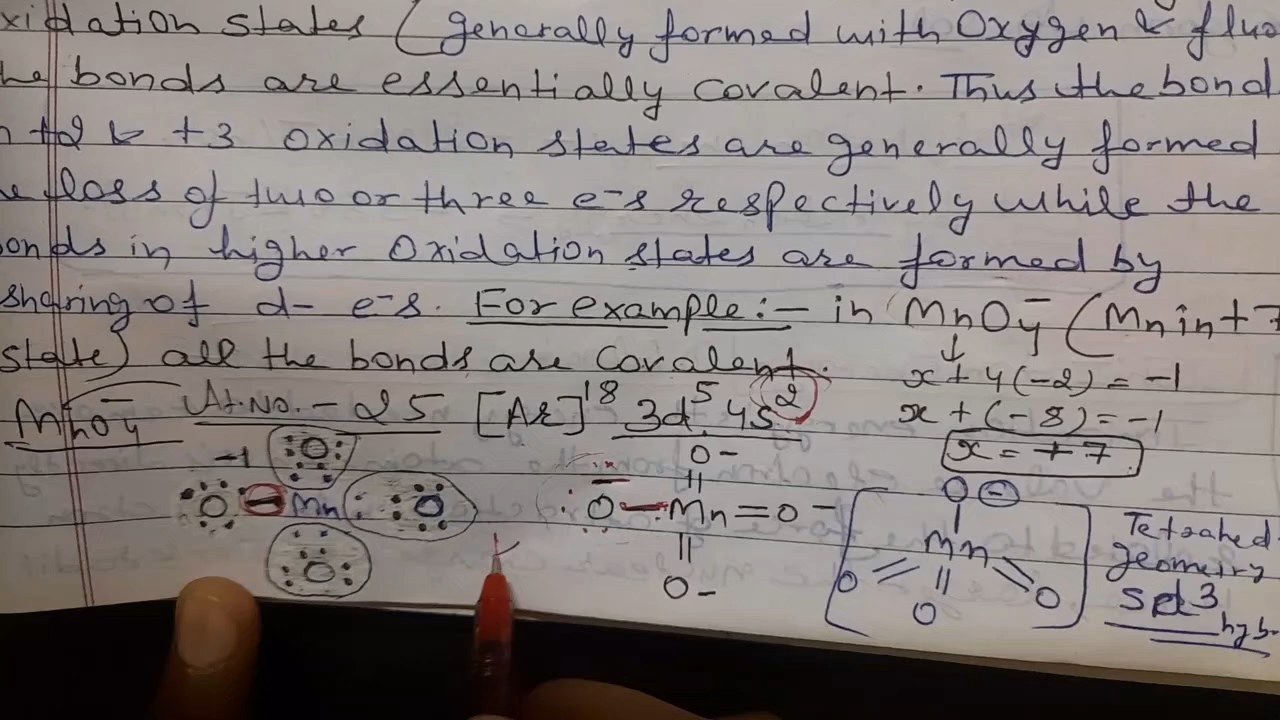 xidation states (generally formed with Oxygen & fluo
he bonds are essentially covalent. Thus the bond
n +2 & +3 oxidation states are generally formed
e loss of two or three e-s respectively while the
onds in higher Oxidation states are formed by
sharing of d- e-s. For example:- in MnO4- (Mn in +7
state) all the bonds are covalent.
↓
x + 4(-2) = -1
MnO4- At.No. - 25 [Ar]18 3d5 4s2
x + (-8) = -1
x = +7
-1 O
O - Mn O
O
O-
O - Mn = O -
O-
O -
Mn
O O O
Tetrahed
geometry
sd3
hyb